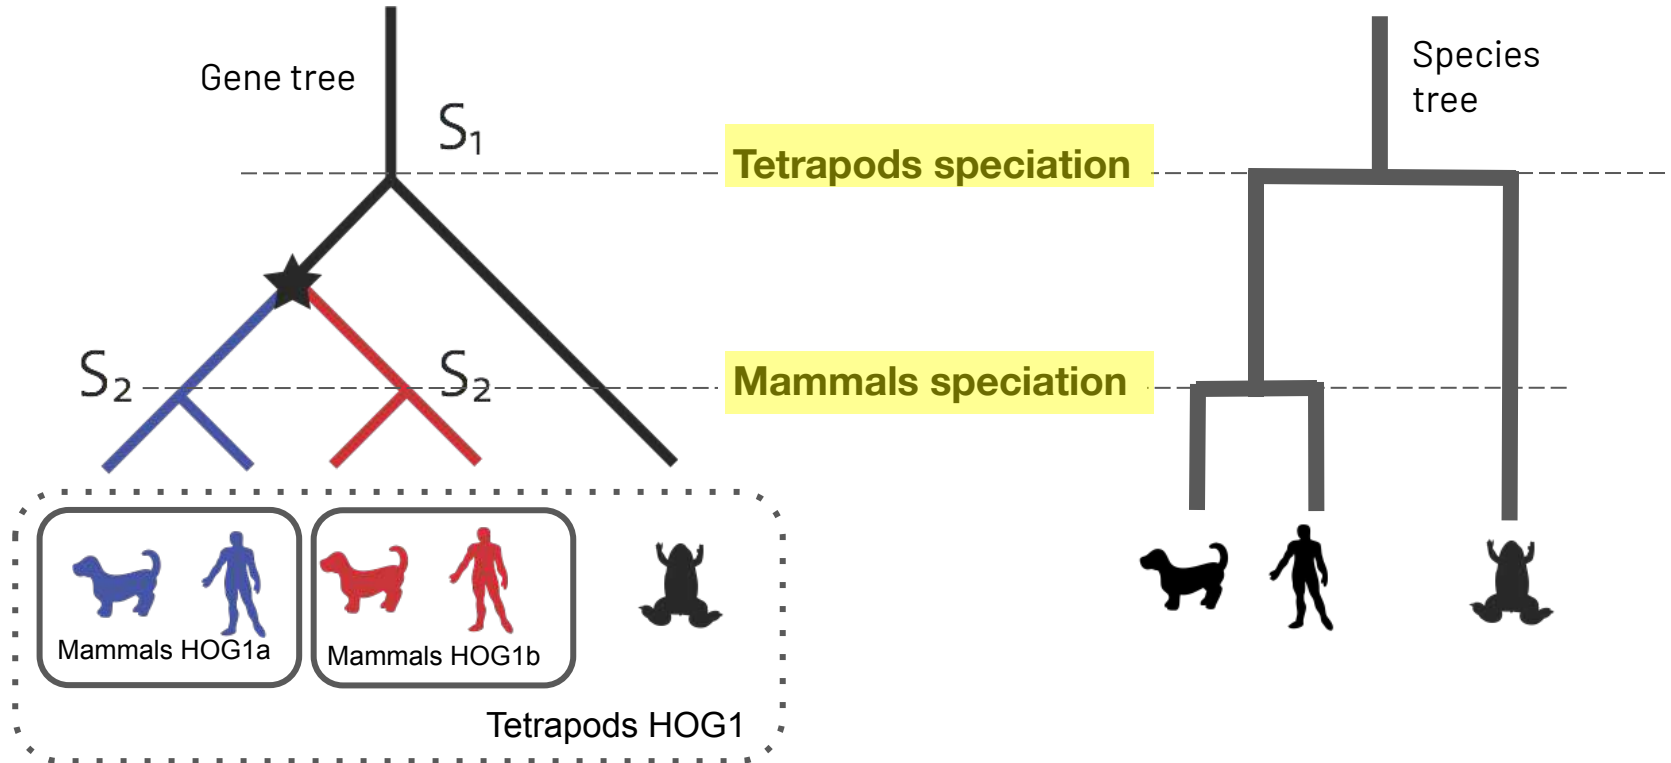 Gene tree
S₁
Species
tree
Tetrapods speciation
S₂
S₂
Mammals speciation
Mammals HOG1a
Mammals HOG1b
Tetrapods HOG1